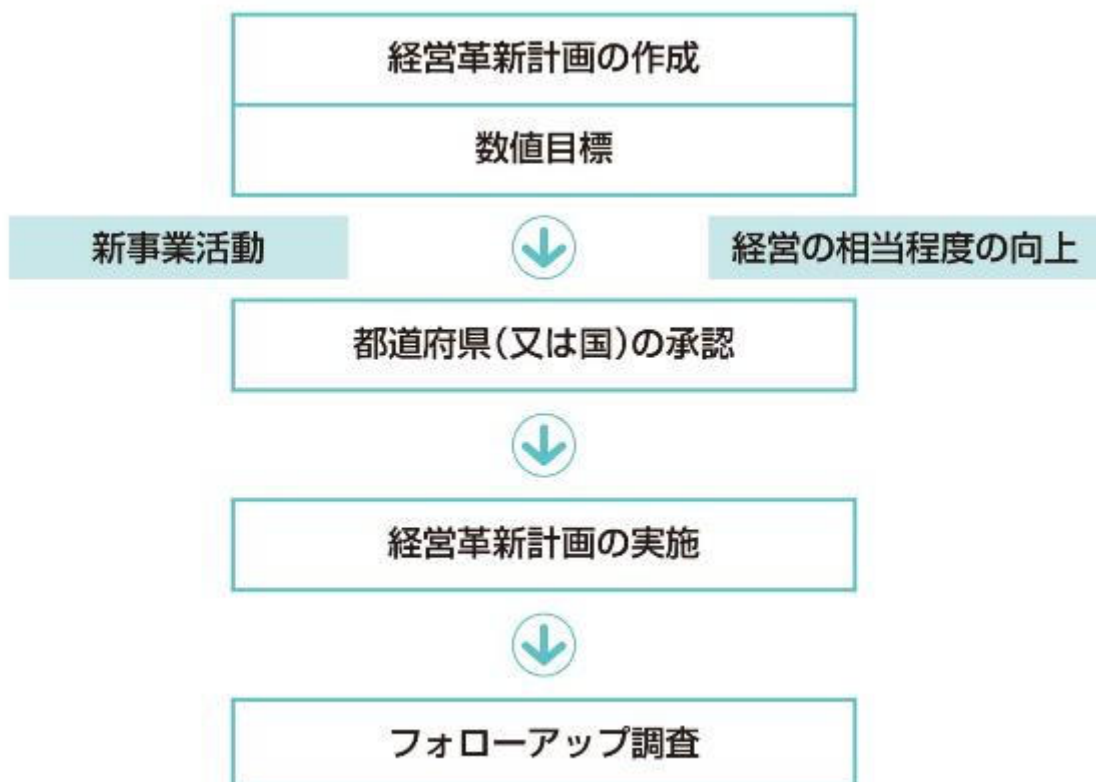 経営革新計画の作成
数値目標
新事業活動
経営の相当程度の向上
都道府県(又は国)の承認
経営革新計画の実施
フォローアップ調査